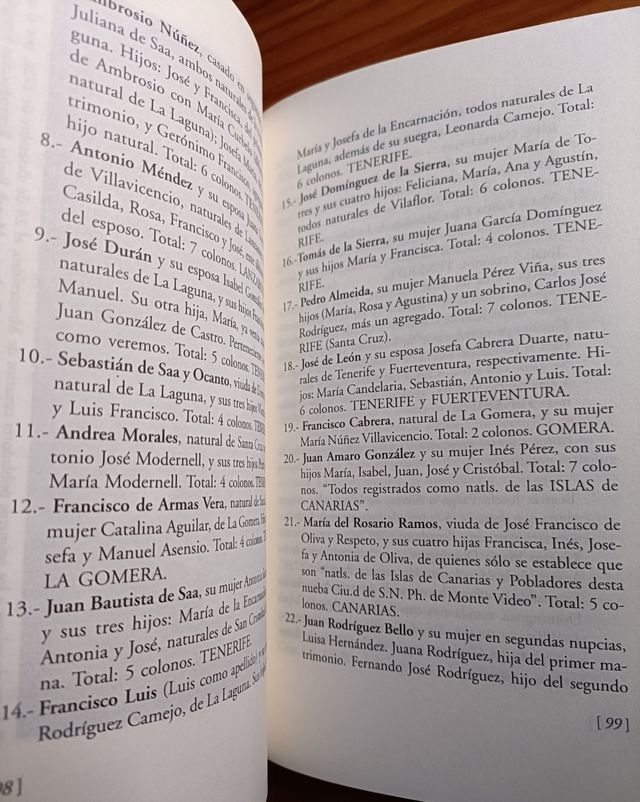 Ambrosio Núñez, casado en
Juliana de Saa, ambos naturales
guna. Hijos: José y Francisca, del
de Ambrosio con María
natural de La Laguna); Josefa
trimonio, y Gerónimo Francisco,
hijo natural. Total: 6 colonos.
8.- Antonio Méndez y su esposa
de Villavicencio, naturales de
Casilda, Rosa, Francisco y José, este
del esposo. Total: 7 colonos.
9.- José Durán y su esposa Isabel
naturales de La Laguna, y sus hijos
Manuel. Su otra hija, María, ya
Juan González de Castro.
como veremos. Total: 5 colonos.
10.- Sebastián de Saa y Ocanto, viuda de
natural de La Laguna, y sus tres hijos
y Luis Francisco. Total: 4 colonos.
11.- Andrea Morales, natural de Santa Cruz
tonio José Modernell, y sus tres hijos
María Modernell. Total: 4 colonos.
12.- Francisco de Armas Vera, natural de
mujer Catalina Aguilar, de La Gomera,
sefa y Manuel Asensio. Total: 4
LA GOMERA.
13.- Juan Bautista de Saa, su mujer Antonia
y sus tres hijos: María de la
Antonia y José, naturales de San
na. Total: 5 colonos. TENERIFE.
14.- Francisco Luis (Luis como apellido) y
Rodríguez Camejo, de La Laguna. Sus
98]
María y Josefa de la Encarnación, todos naturales de La
Laguna, además de su suegra, Leonarda Camejo. Total:
6 colonos. TENERIFE.
15.- José Domínguez de la Sierra, su mujer María de To-
rres y sus cuatro hijos: Feliciana, María, Ana y Agustín,
todos naturales de Vilaflor. Total: 6 colonos. TENE-
RIFE.
16.-Tomás de la Sierra, su mujer Juana García Domínguez
y sus hijos María y Francisca. Total: 4 colonos. TENE-
RIFE.
17.- Pedro Almeida, su mujer Manuela Pérez Viña, sus tres
hijos (María, Rosa y Agustina) y un sobrino, Carlos José
Rodríguez, más un agregado. Total: 7 colonos. TENE-
RIFE (Santa Cruz).
18.- José de León y su esposa Josefa Cabrera Duarte, natu-
rales de Tenerife y Fuerteventura, respectivamente. Hi-
jos: María Candelaria, Sebastián, Antonio y Luis. Total:
6 colonos. TENERIFE y FUERTEVENTURA.
19.- Francisco Cabrera, natural de La Gomera, y su mujer
María Núñez Villavicencio. Total: 2 colonos. GOMERA.
20.- Juan Amaro González y su mujer Inés Pérez, con sus
hijos María, Isabel, Juan, José y Cristóbal. Total: 7 colo-
nos. “Todos registrados como natls. de las ISLAS de
CANARIAS”.
21.- María del Rosario Ramos, viuda de José Francisco de
Oliva y Respeto, y sus cuatro hijas Francisca, Inés, Jose-
fa y Antonia de Oliva, de quienes sólo se establece que
son “natls. de las Islas de Canarias y Pobladores desta
nueba Ciu.d de S.N. Ph. de Monte Video”. Total: 5 co-
lonos. CANARIAS.
22.- Juan Rodríguez Bello y su mujer en segundas nupcias,
Luisa Hernández. Juana Rodríguez, hija del primer ma-
trimonio. Fernando José Rodríguez, hijo del segundo
[ 99 ]